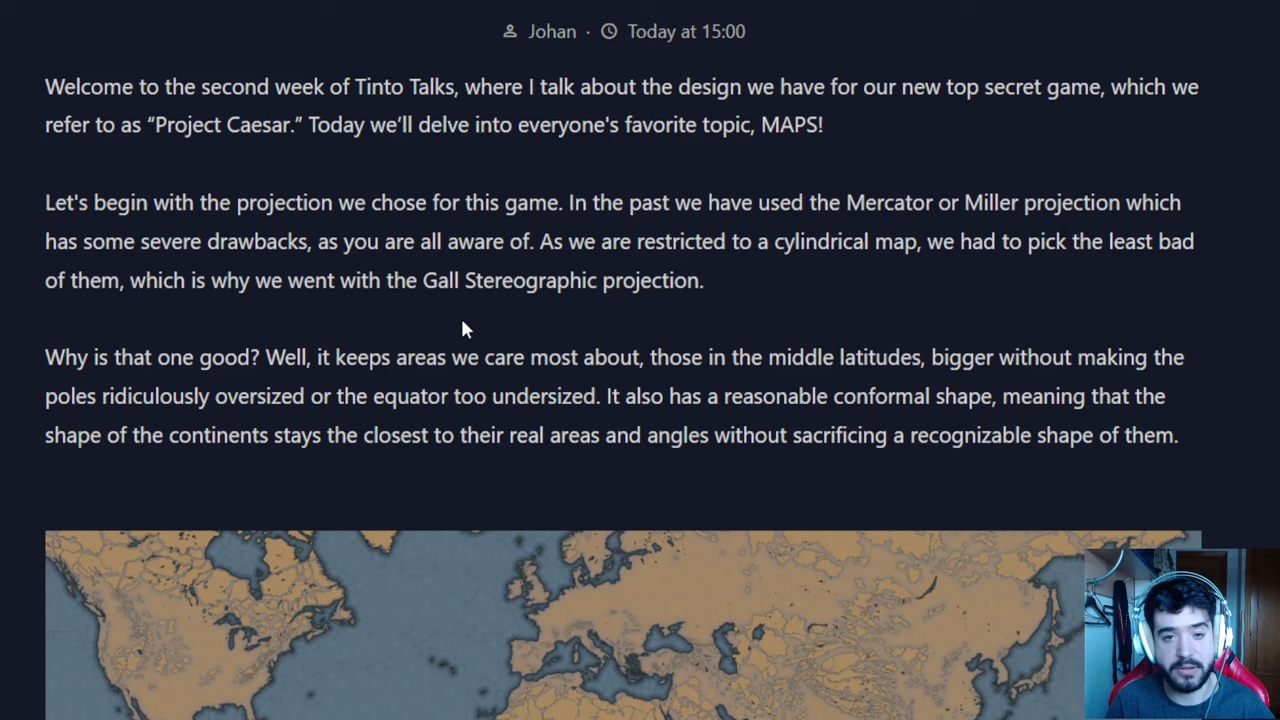 Johan · Today at 15:00
Welcome to the second week of Tinto Talks, where I talk about the design we have for our new top secret game, which we
refer to as “Project Caesar.” Today we’ll delve into everyone's favorite topic, MAPS!
Let's begin with the projection we chose for this game. In the past we have used the Mercator or Miller projection which
has some severe drawbacks, as you are all aware of. As we are restricted to a cylindrical map, we had to pick the least bad
of them, which is why we went with the Gall Stereographic projection.
Why is that one good? Well, it keeps areas we care most about, those in the middle latitudes, bigger without making the
poles ridiculously oversized or the equator too undersized. It also has a reasonable conformal shape, meaning that the
shape of the continents stays the closest to their real areas and angles without sacrificing a recognizable shape of them.